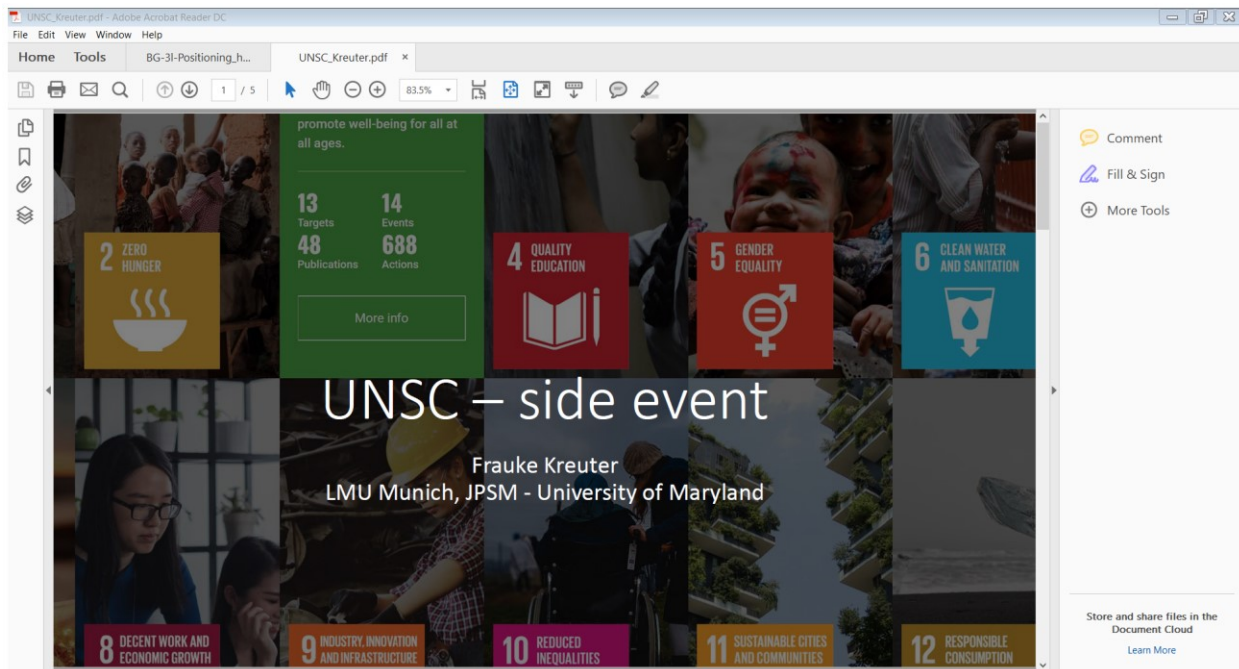 UNSC_Kreuter.pdf - Adobe Acrobat Reader DC
File Edit View Window Help
Home Tools BG-3I-Positioning_h... UNSC_Kreuter.pdf ×
1 / 5 83.5%
promote well-being for all at
all ages.
13 14
Targets Events
48 688
Publications Actions
More info
2 ZERO
HUNGER
4 QUALITY
EDUCATION
5 GENDER
EQUALITY
6 CLEAN WATER
AND SANITATION
UNSC – side event
Frauke Kreuter
LMU Munich, JPSM - University of Maryland
8 DECENT WORK AND
ECONOMIC GROWTH
9 INDUSTRY, INNOVATION
AND INFRASTRUCTURE
10 REDUCED
INEQUALITIES
11 SUSTAINABLE CITIES
AND COMMUNITIES
12 RESPONSIBLE
CONSUMPTION
Comment
Fill & Sign
More Tools
Store and share files in the
Document Cloud
Learn More